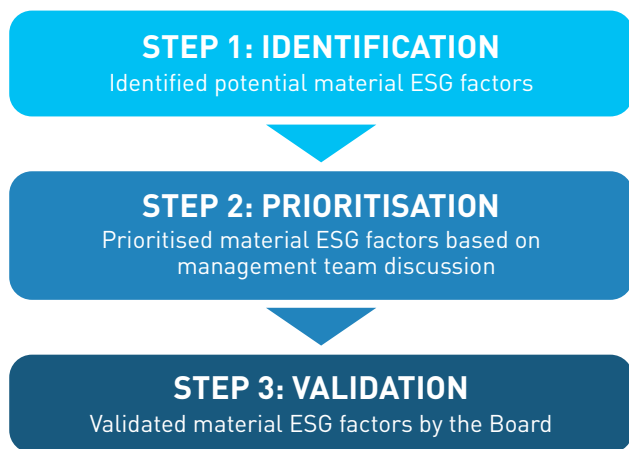 STEP 1: IDENTIFICATION
Identified potential material ESG factors
STEP 2: PRIORITISATION
Prioritised material ESG factors based on
management team discussion
STEP 3: VALIDATION
Validated material ESG factors by the Board